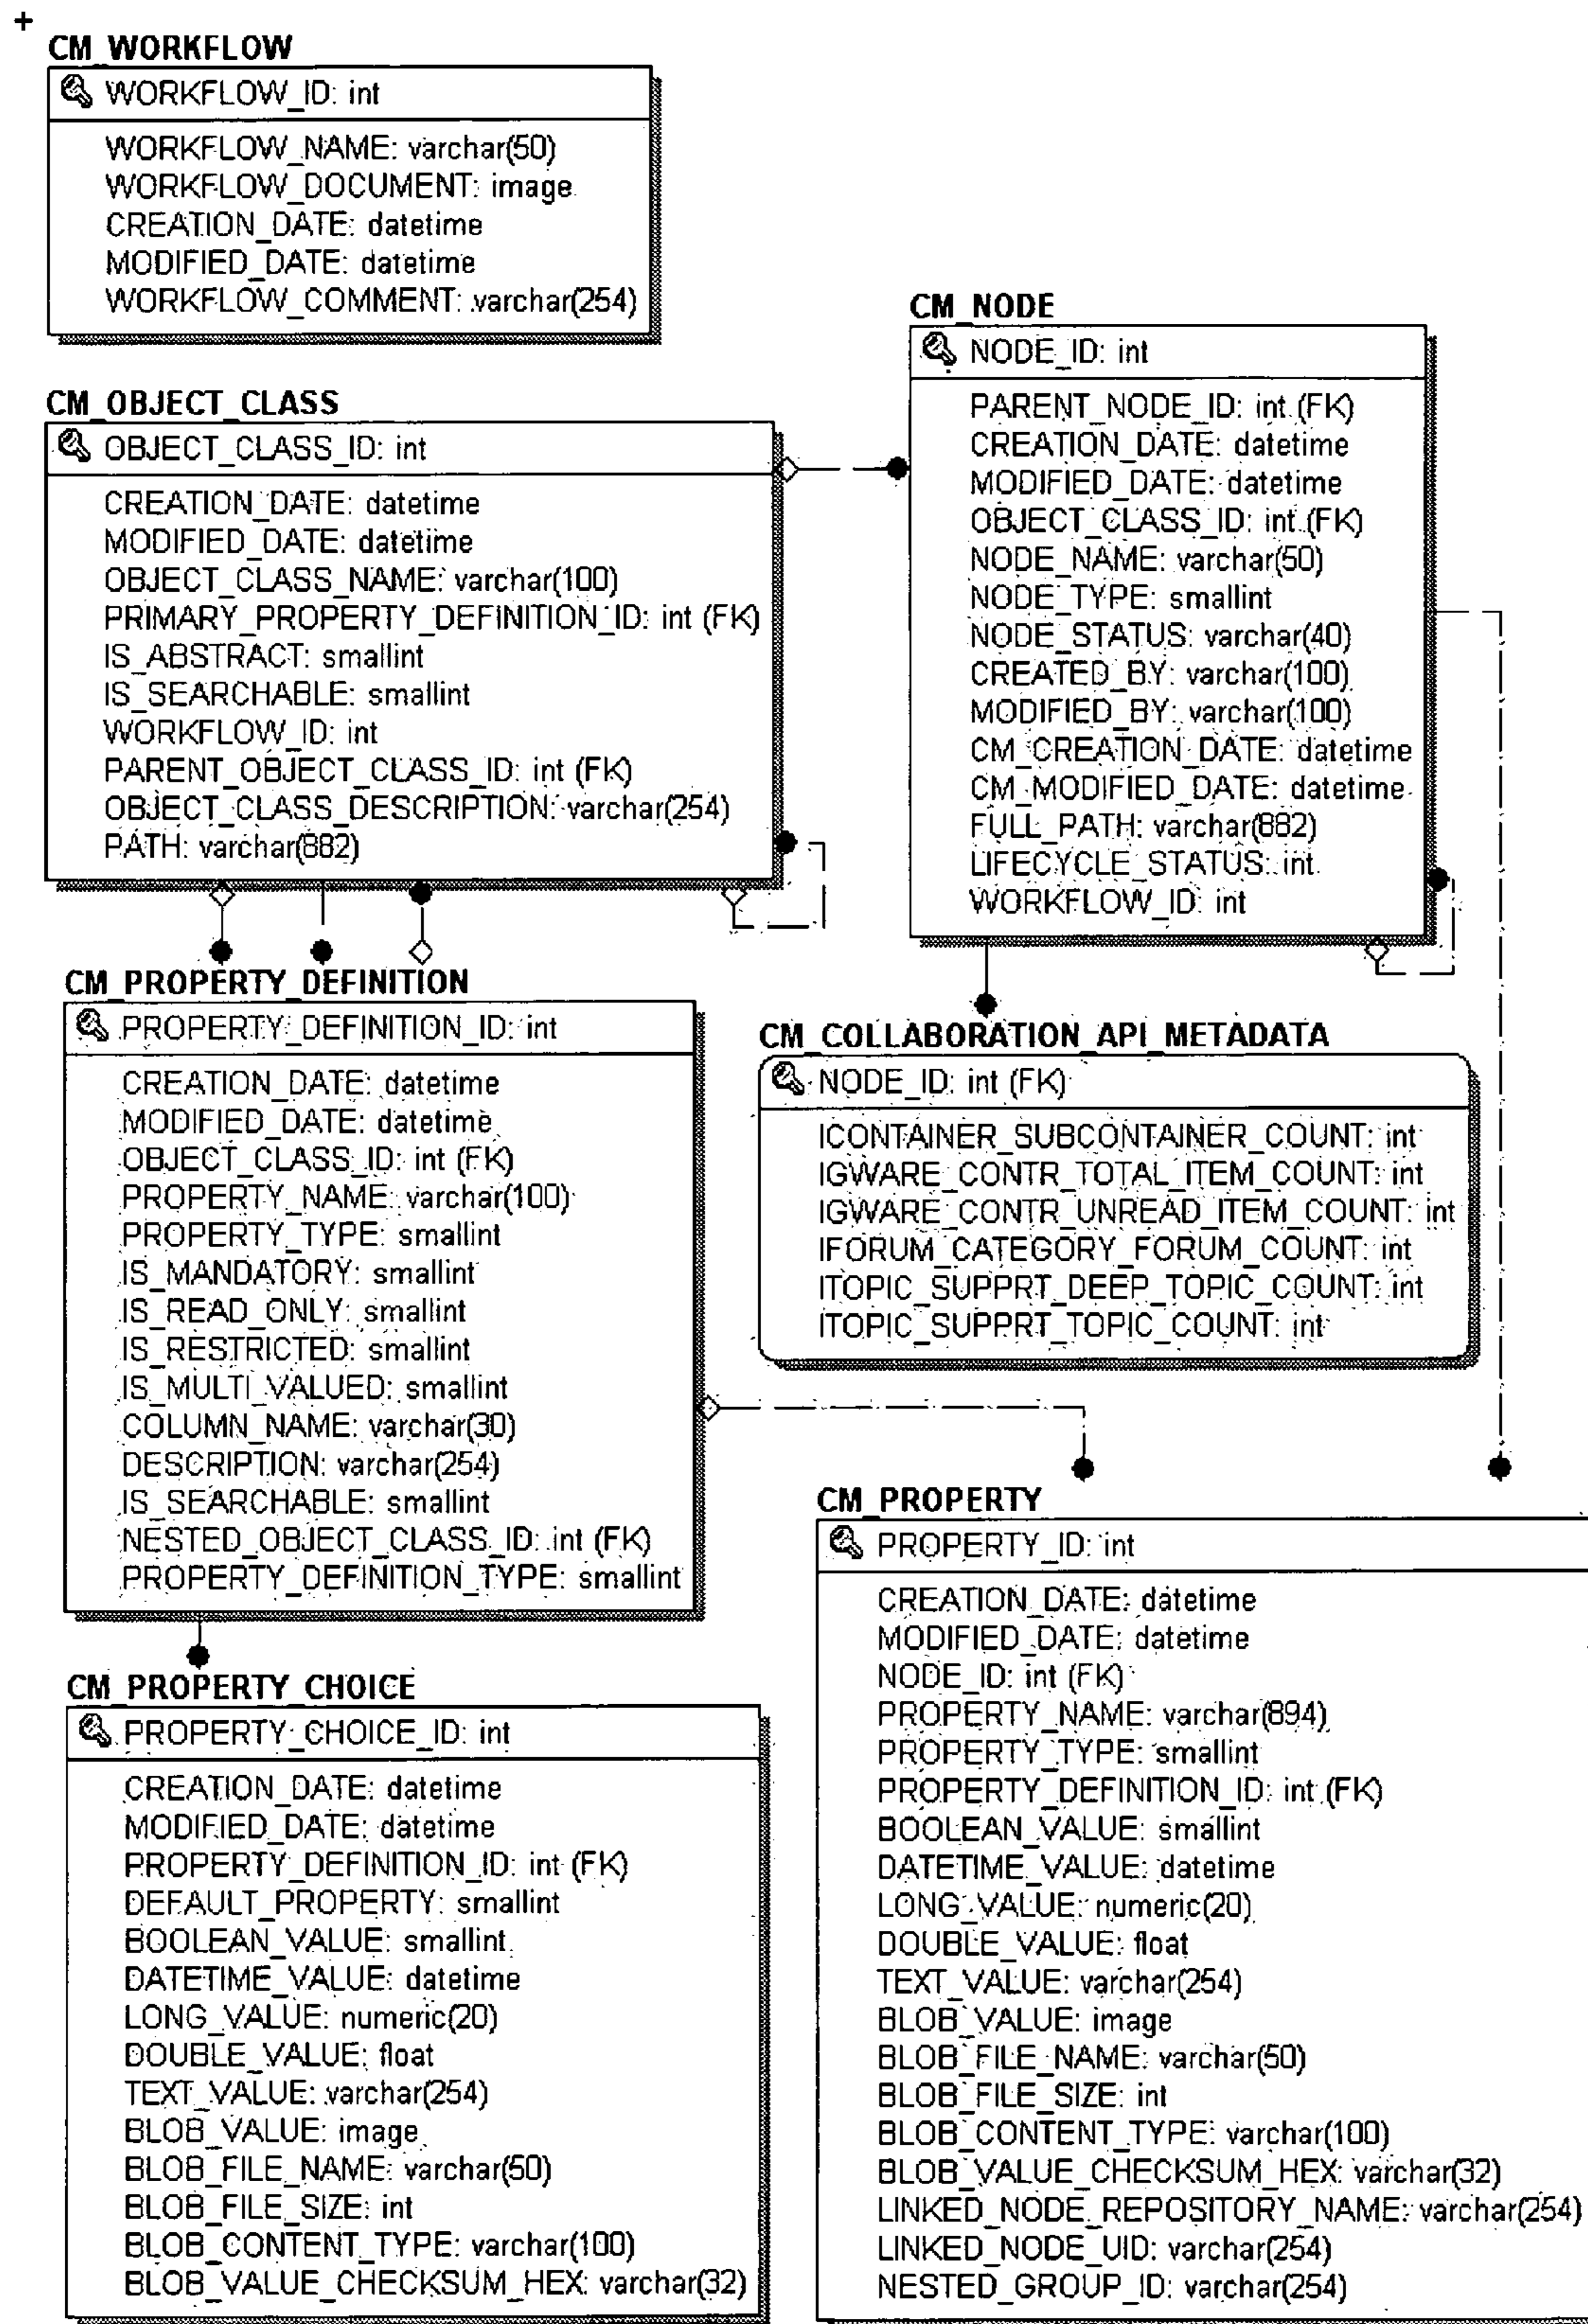 +
CM_WORKFLOW
WORKFLOW_ID: int
WORKFLOW_NAME: varchar(50)
WORKFLOW_DOCUMENT: image
CREATION_DATE: datetime
MODIFIED_DATE: datetime
WORKFLOW_COMMENT: varchar(254)
CM_OBJECT_CLASS
OBJECT_CLASS_ID: int
CREATION_DATE: datetime
MODIFIED_DATE: datetime
OBJECT_CLASS_NAME: varchar(100)
PRIMARY_PROPERTY_DEFINITION_ID: int (FK)
IS_ABSTRACT: smallint
IS_SEARCHABLE: smallint
WORKFLOW_ID: int
PARENT_OBJECT_CLASS_ID: int (FK)
OBJECT_CLASS_DESCRIPTION: varchar(254)
PATH: varchar(882)
CM_NODE
NODE_ID: int
PARENT_NODE_ID: int (FK)
CREATION_DATE: datetime
MODIFIED_DATE: datetime
OBJECT_CLASS_ID: int (FK)
NODE_NAME: varchar(50)
NODE_TYPE: smallint
NODE_STATUS: varchar(40)
CREATED_BY: varchar(100)
MODIFIED_BY: varchar(100)
CM_CREATION_DATE: datetime
CM_MODIFIED_DATE: datetime
FULL_PATH: varchar(882)
LIFECYCLE_STATUS: int
WORKFLOW_ID: int
CM_PROPERTY_DEFINITION
PROPERTY_DEFINITION_ID: int
CREATION_DATE: datetime
MODIFIED_DATE: datetime
OBJECT_CLASS_ID: int (FK)
PROPERTY_NAME: varchar(100)
PROPERTY_TYPE: smallint
IS_MANDATORY: smallint
IS_READ_ONLY: smallint
IS_RESTRICTED: smallint
IS_MULTI_VALUED: smallint
COLUMN_NAME: varchar(30)
DESCRIPTION: varchar(254)
IS_SEARCHABLE: smallint
NESTED_OBJECT_CLASS_ID: int (FK)
PROPERTY_DEFINITION_TYPE: smallint
CM_COLLABORATION_API_METADATA
NODE_ID: int (FK)
ICONTAINER_SUBCONTAINER_COUNT: int
IGWARE_CONTR_TOTAL_ITEM_COUNT: int
IGWARE_CONTR_UNREAD_ITEM_COUNT: int
IFORUM_CATEGORY_FORUM_COUNT: int
ITOPIC_SUPPRT_DEEP_TOPIC_COUNT: int
ITOPIC_SUPPRT_TOPIC_COUNT: int
CM_PROPERTY_CHOICE
PROPERTY_CHOICE_ID: int
CREATION_DATE: datetime
MODIFIED_DATE: datetime
PROPERTY_DEFINITION_ID: int (FK)
DEFAULT_PROPERTY: smallint
BOOLEAN_VALUE: smallint
DATETIME_VALUE: datetime
LONG_VALUE: numeric(20)
DOUBLE_VALUE: float
TEXT_VALUE: varchar(254)
BLOB_VALUE: image
BLOB_FILE_NAME: varchar(50)
BLOB_FILE_SIZE: int
BLOB_CONTENT_TYPE: varchar(100)
BLOB_VALUE_CHECKSUM_HEX: varchar(32)
CM_PROPERTY
PROPERTY_ID: int
CREATION_DATE: datetime
MODIFIED_DATE: datetime
NODE_ID: int (FK)
PROPERTY_NAME: varchar(894)
PROPERTY_TYPE: smallint
PROPERTY_DEFINITION_ID: int (FK)
BOOLEAN_VALUE: smallint
DATETIME_VALUE: datetime
LONG_VALUE: numeric(20)
DOUBLE_VALUE: float
TEXT_VALUE: varchar(254)
BLOB_VALUE: image
BLOB_FILE_NAME: varchar(50)
BLOB_FILE_SIZE: int
BLOB_CONTENT_TYPE: varchar(100)
BLOB_VALUE_CHECKSUM_HEX: varchar(32)
LINKED_NODE_REPOSITORY_NAME: varchar(254)
LINKED_NODE_UID: varchar(254)
NESTED_GROUP_ID: varchar(254)